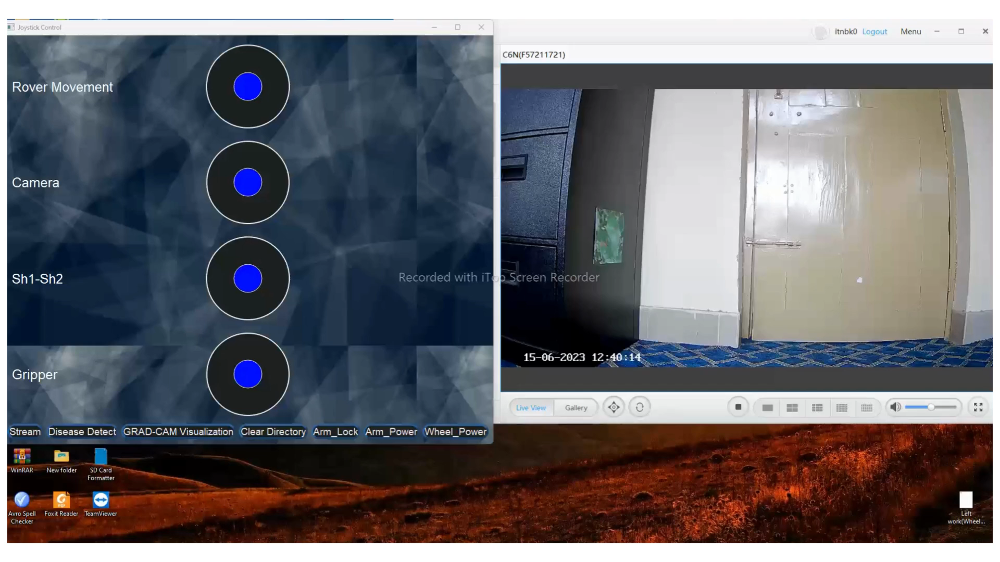 Joystick Control
itnbk0 Logout Menu
C6N(F57211721)
Rover Movement
Camera
Sh1-Sh2
Recorded with iTop Screen Recorder
15-06-2023 12:40:14
Gripper
Live View Gallery
Stream Disease Detect GRAD-CAM Visualization Clear Directory Arm_Lock Arm_Power Wheel_Power
WinRAR New folder SD Card
Formatter
Avro Spell
Checker
Foxit Reader TeamViewer
Left
work(Wheel...